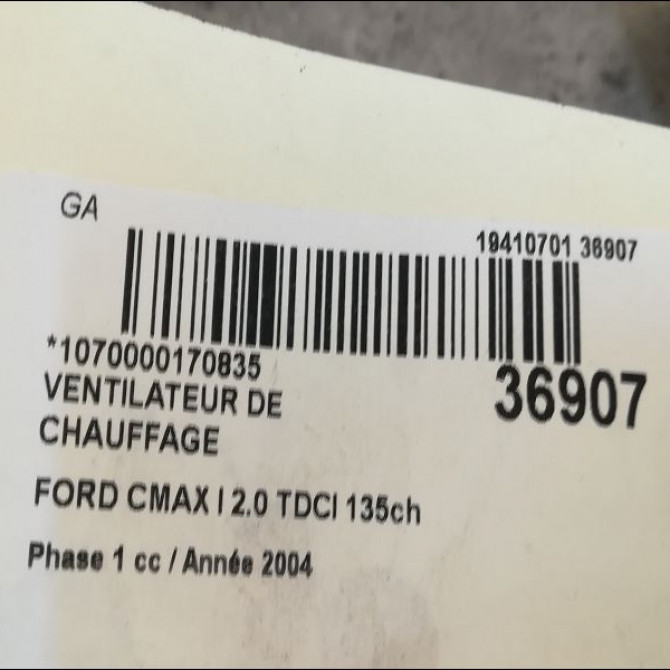 GA
19410701 36907
*1070000170835
36907
VENTILATEUR DE
CHAUFFAGE
FORD CMAX I 2.0 TDCI 135ch
Phase 1 cc / Année 2004